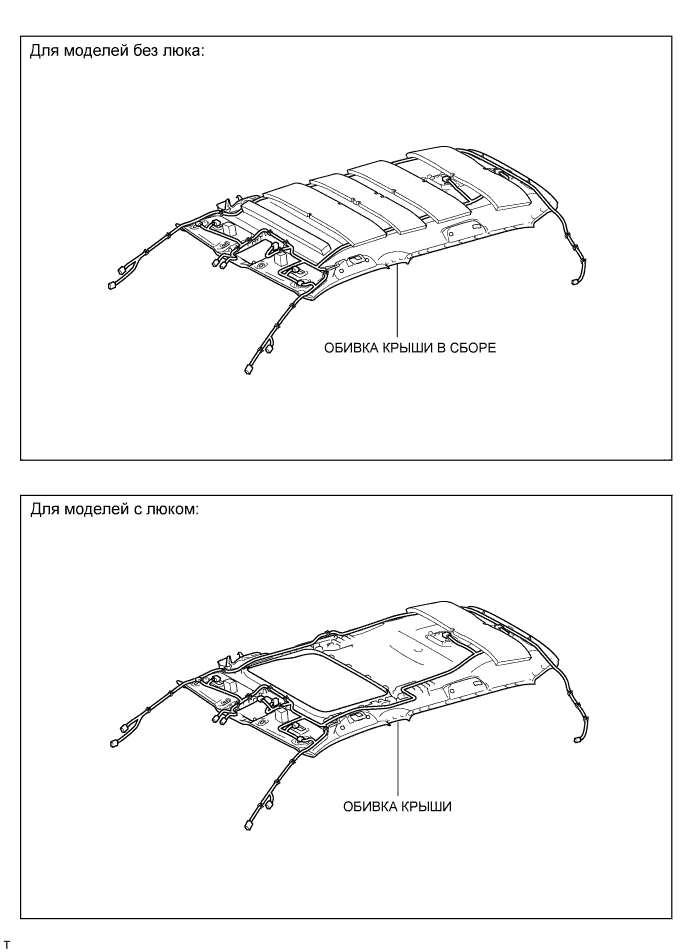 Для моделей без люка:
ОБИВКА КРЫШИ В СБОРЕ
Для моделей с люком:
ОБИВКА КРЫШИ
T